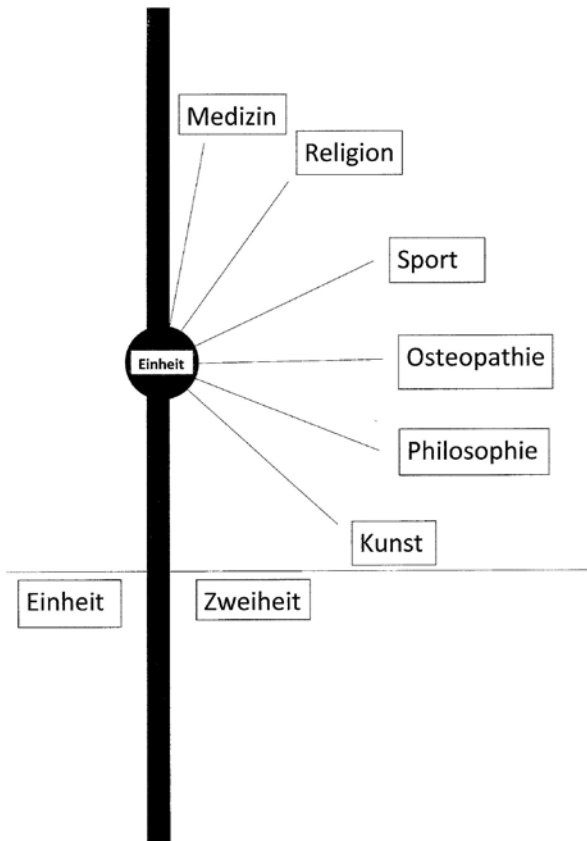 Medizin
Religion
Sport
Einheit
Osteopathie
Philosophie
Kunst
Einheit
Zweiheit